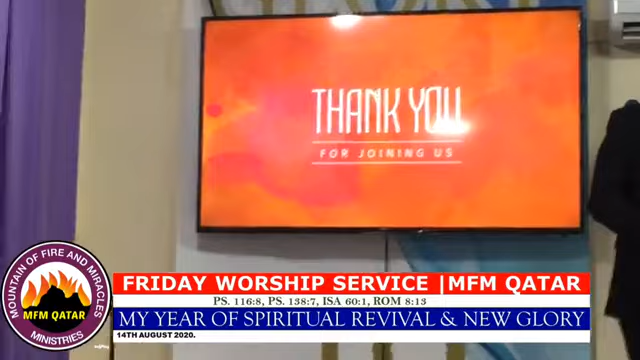 THANK YOU
FOR JOINING US
MOUNTAIN OF FIRE AND MIRACLES
MFM QATAR
MINISTRIES
FRIDAY WORSHIP SERVICE |MFM QATAR
PS. 116:8, PS. 138:7, ISA 60:1, ROM 8:13
MY YEAR OF SPIRITUAL REVIVAL & NEW GLORY
14TH AUGUST 2020.